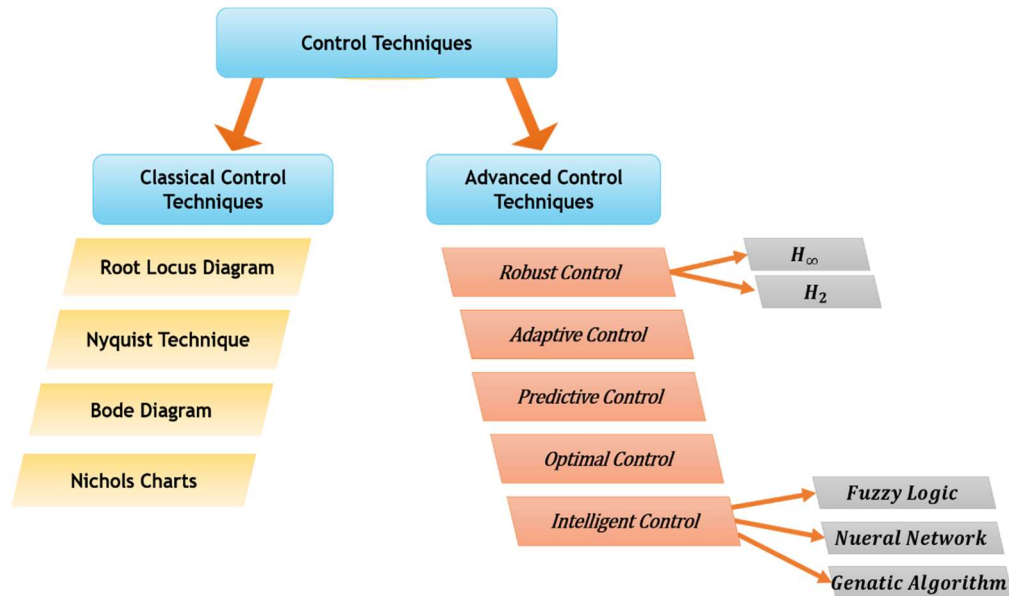 Control Techniques
Classical Control
Techniques
Root Locus Diagram
Nyquist Technique
Bode Diagram
Nichols Charts
Advanced Control
Techniques
Robust Control
H∞
H2
Adaptive Control
Predictive Control
Optimal Control
Intelligent Control
Fuzzy Logic
Nueral Network
Genatic Algorithm